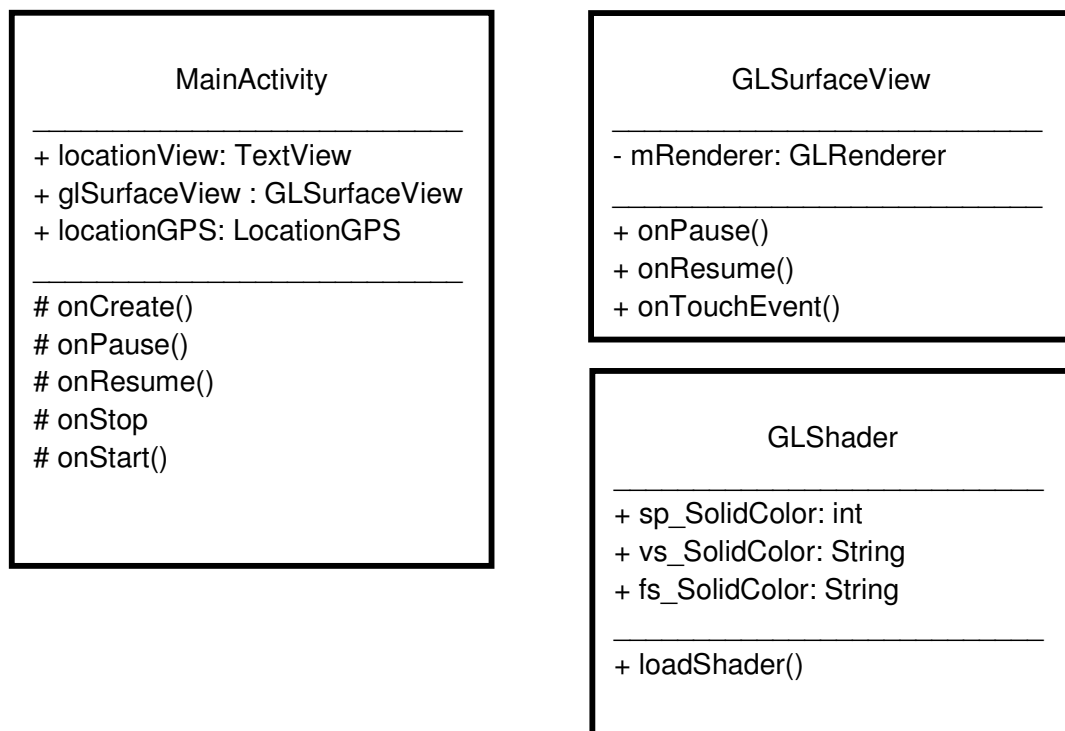 MainActivity
+ locationView: TextView
+ glSurfaceView : GLSurfaceView
+ locationGPS: LocationGPS
# onCreate()
# onPause()
# onResume()
# onStop
# onStart()
GLSurfaceView
- mRenderer: GLRenderer
+ onPause()
+ onResume()
+ onTouchEvent()
GLShader
+ sp_SolidColor: int
+ vs_SolidColor: String
+ fs_SolidColor: String
+ loadShader()